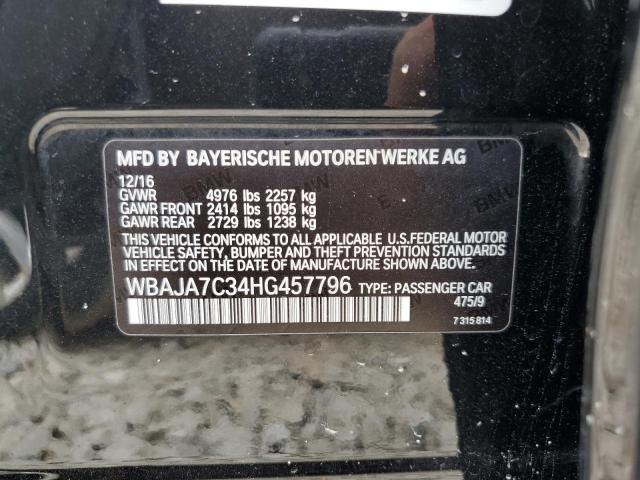 MFD BY BAYERISCHE MOTOREN WERKE AG
12/16
GVWR 4976 lbs 2257 kg
GAWR FRONT 2414 lbs 1095 kg
GAWR REAR 2729 lbs 1238 kg
THIS VEHICLE CONFORMS TO ALL APPLICABLE U.S.FEDERAL MOTOR
VEHICLE SAFETY, BUMPER AND THEFT PREVENTION STANDARDS IN
EFFECT ON THE DATE OF MANUFACTURE SHOWN ABOVE.
WBAJA7C34HG457796 TYPE: PASSENGER CAR
475/9
7 315 814